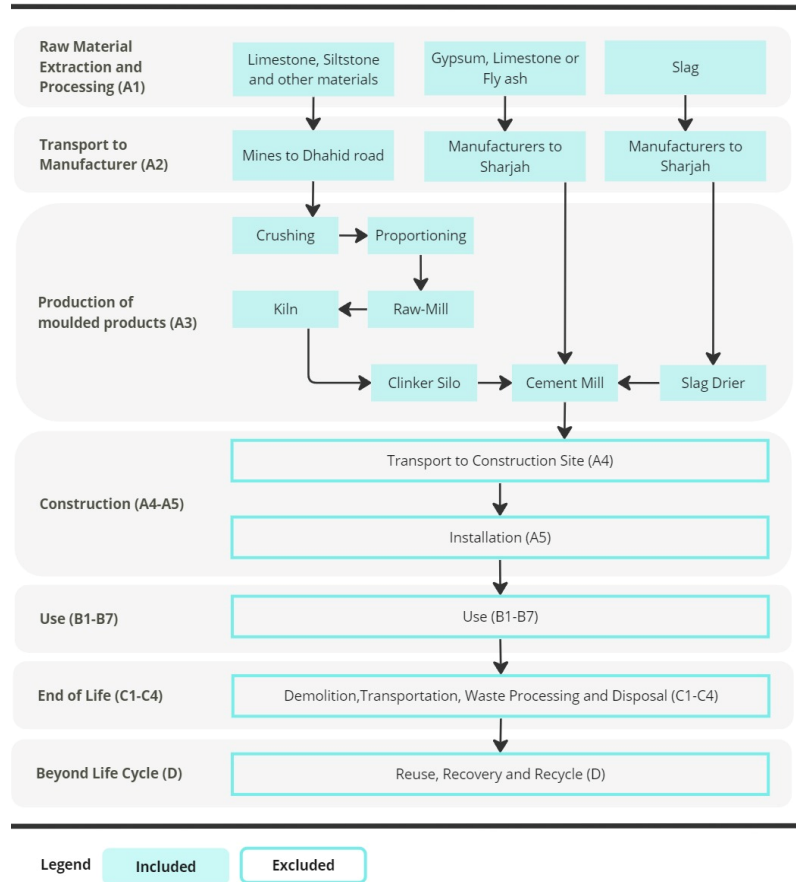 Raw Material
Extraction and
Processing (A1)
Limestone, Siltstone
and other materials
Gypsum, Limestone or
Fly ash
Slag
Transport to
Manufacturer (A2)
Mines to Dhahid road
Manufacturers to
Sharjah
Manufacturers to
Sharjah
Production of
moulded products (A3)
Crushing
Proportioning
Kiln
Raw-Mill
Clinker Silo
Cement Mill
Slag Drier
Construction (A4-A5)
Transport to Construction Site (A4)
Installation (A5)
Use (B1-B7)
Use (B1-B7)
End of Life (C1-C4)
Demolition,Transportation, Waste Processing and Disposal (C1-C4)
Beyond Life Cycle (D)
Reuse, Recovery and Recycle (D)
Legend
Included
Excluded